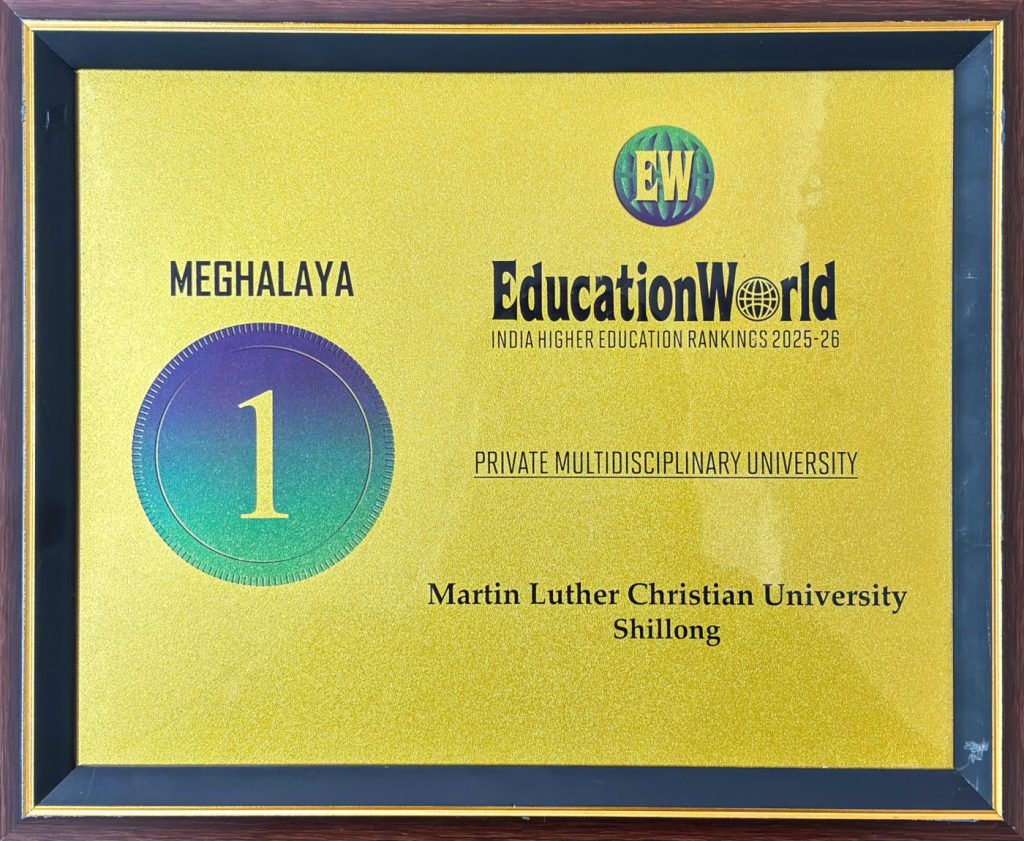 EW
MEGHALAYA
1
EducationWorld
INDIA HIGHER EDUCATION RANKINGS 2025-26
PRIVATE MULTIDISCIPLINARY UNIVERSITY
Martin Luther Christian University
Shillong